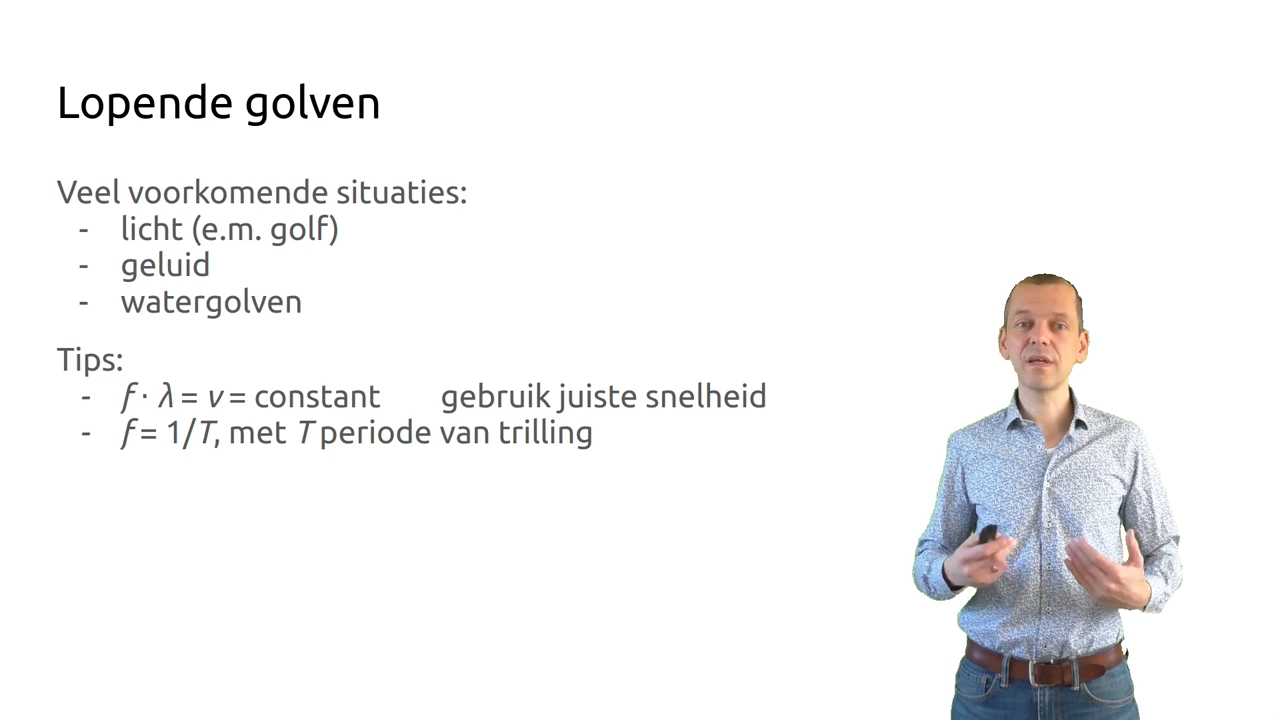 Lopende golven
Veel voorkomende situaties:
- licht (e.m. golf)
- geluid
- watergolven
Tips:
- f · λ = v = constant gebruik juiste snelheid
- f = 1/T, met T periode van trilling